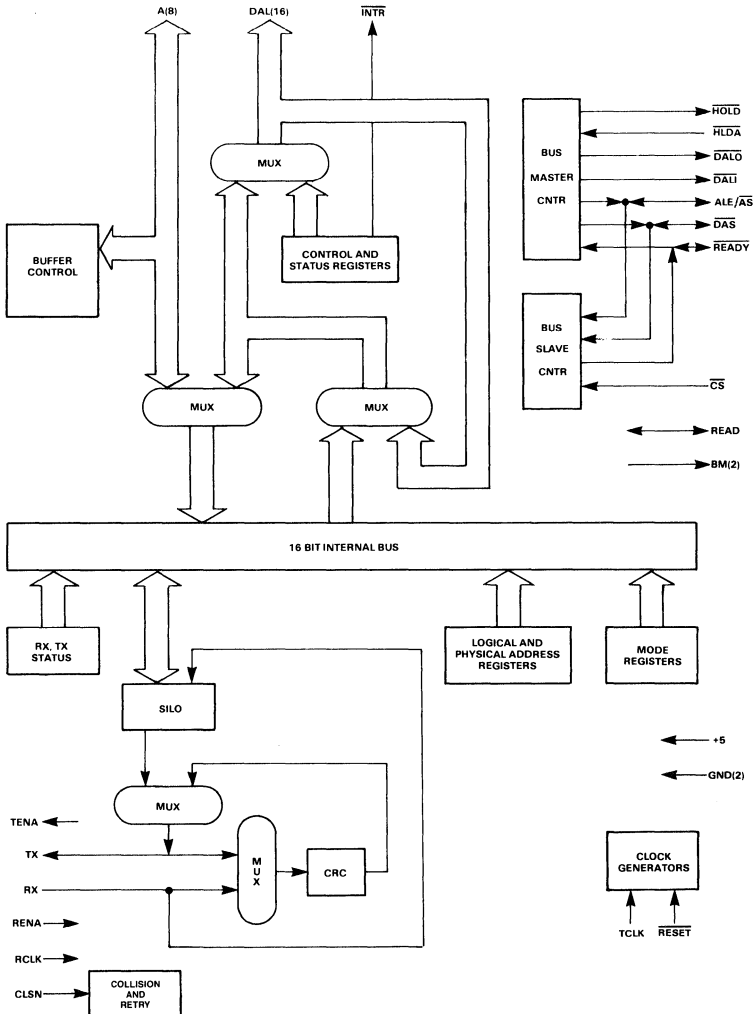 A(8)
DAL(16)
INTR
HOLD
HLDA
DALO
DALI
ALE/AS
DAS
READY
BUS
MASTER
CNTR
MUX
BUFFER
CONTROL
CONTROL AND
STATUS REGISTERS
BUS
SLAVE
CNTR
CS
MUX
MUX
READ
BM(2)
16 BIT INTERNAL BUS
RX, TX
STATUS
LOGICAL AND
PHYSICAL ADDRESS
REGISTERS
MODE
REGISTERS
SILO
+5
GND(2)
MUX
TENA
TX
RX
RENA
RCLK
CLSN
MUX
CRC
CLOCK
GENERATORS
TCLK
RESET
COLLISION
AND
RETRY